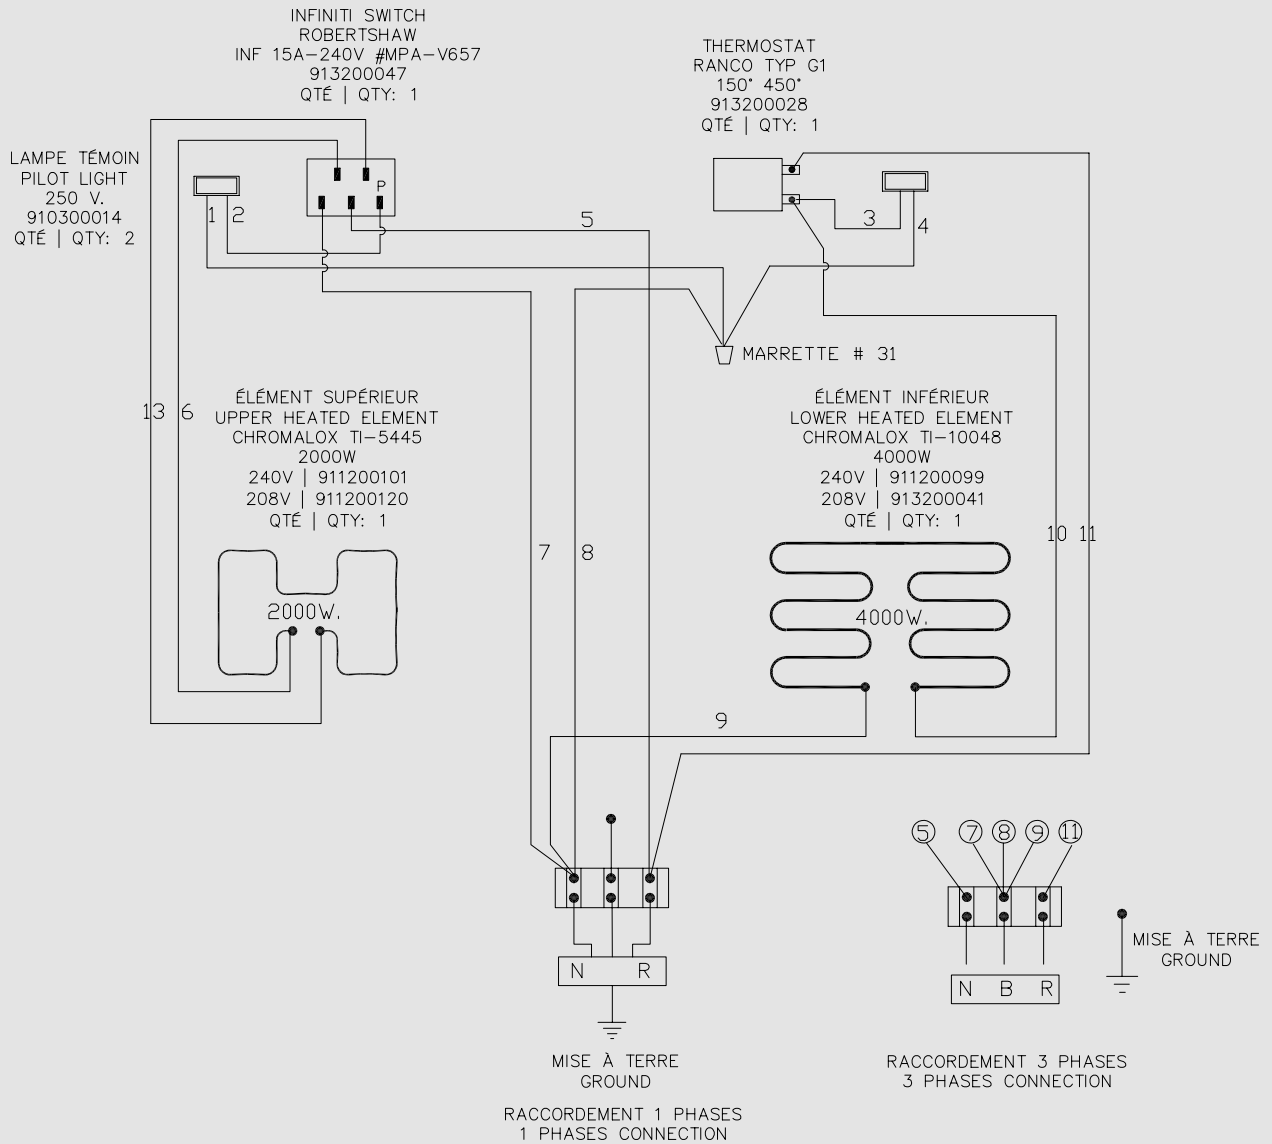 INFINITI SWITCH
ROBERTSHAW
INF 15A-240V #MPA-V657
913200047
QTÉ | QTY: 1
THERMOSTAT
RANCO TYP G1
150° 450°
913200028
QTÉ | QTY: 1
LAMPE TÉMOIN
PILOT LIGHT
250 V.
910300014
QTÉ | QTY: 2
P
1 2
5
3
4
MARRETTE # 31
13 6
ÉLÉMENT SUPÉRIEUR
UPPER HEATED ELEMENT
CHROMALOX TI-5445
2000W
240V | 911200101
208V | 911200120
QTÉ | QTY: 1
ÉLÉMENT INFÉRIEUR
LOWER HEATED ELEMENT
CHROMALOX TI-10048
4000W
240V | 911200099
208V | 913200041
QTÉ | QTY: 1
10 11
7 8
2000W.
4000W.
9
5 7 8 9 11
N R
N B R
MISE À TERRE
GROUND
MISE À TERRE
GROUND
RACCORDEMENT 1 PHASES
1 PHASES CONNECTION
RACCORDEMENT 3 PHASES
3 PHASES CONNECTION